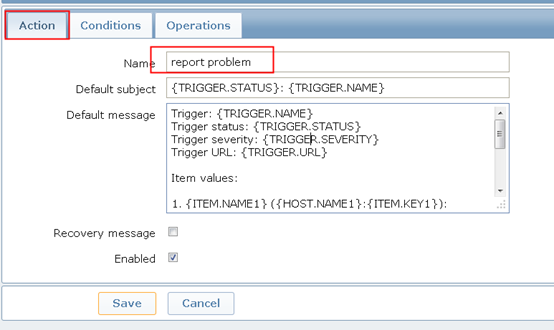 Action Conditions Operations
Name report problem
Default subject {TRIGGER.STATUS}: {TRIGGER.NAME}
Default message Trigger: {TRIGGER.NAME}
Trigger status: {TRIGGER.STATUS}
Trigger severity: {TRIGGER.SEVERITY}
Trigger URL: {TRIGGER.URL}
Item values:
1. {ITEM.NAME1} ({HOST.NAME1}:{ITEM.KEY1}):
Recovery message
Enabled
Save Cancel